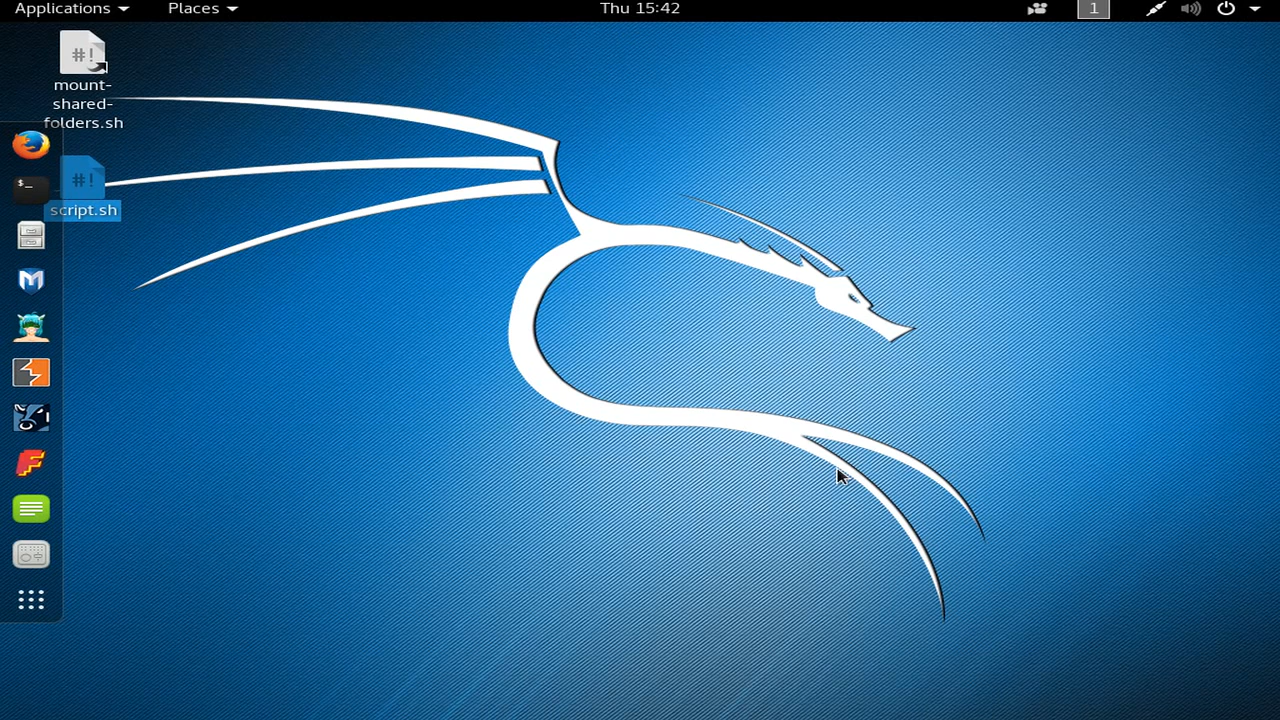 Applications
Places
Thu 15:42
1
#!
mount-
shared-
folders.sh
#!
script.sh
$_